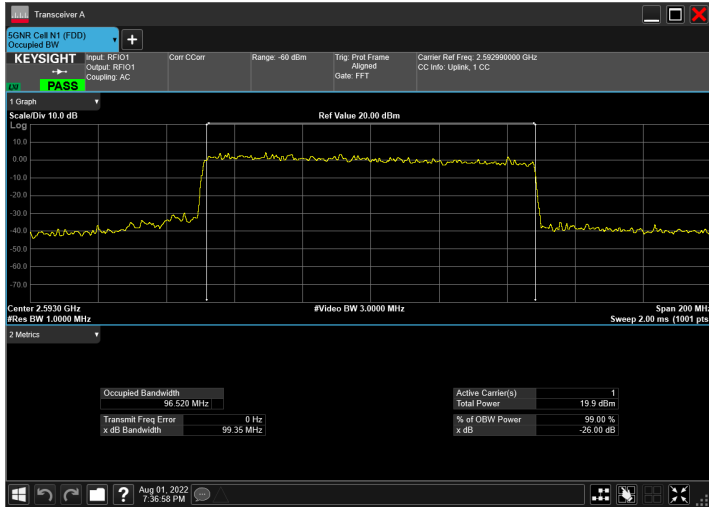 Transceiver A
5GNR Cell N1 (FDD)
Occupied BW
KEYSIGHT
LXI
PASS
Input: RFIO1
Output: RFIO1
Coupling: AC
Corr CCorr
Range: -60 dBm
Trig: Prot Frame
Aligned
Gate: FFT
Carrier Ref Freq: 2.592990000 GHz
CC Info: Uplink, 1 CC
1 Graph
Scale/Div 10.0 dB
Ref Value 20.00 dBm
Log
10.0
0.00
-10.0
-20.0
-30.0
-40.0
-50.0
-60.0
-70.0
Center 2.5930 GHz
#Video BW 3.0000 MHz
Span 200 MHz
#Res BW 1.0000 MHz
Sweep 2.00 ms (1001 pts
2 Metrics
Occupied Bandwidth
96.520 MHz
Transmit Freq Error 0 Hz
x dB Bandwidth 99.35 MHz
Active Carrier(s) 1
Total Power 19.9 dBm
% of OBW Power 99.00 %
x dB -26.00 dB
?
Aug 01, 2022
7:36:58 PM